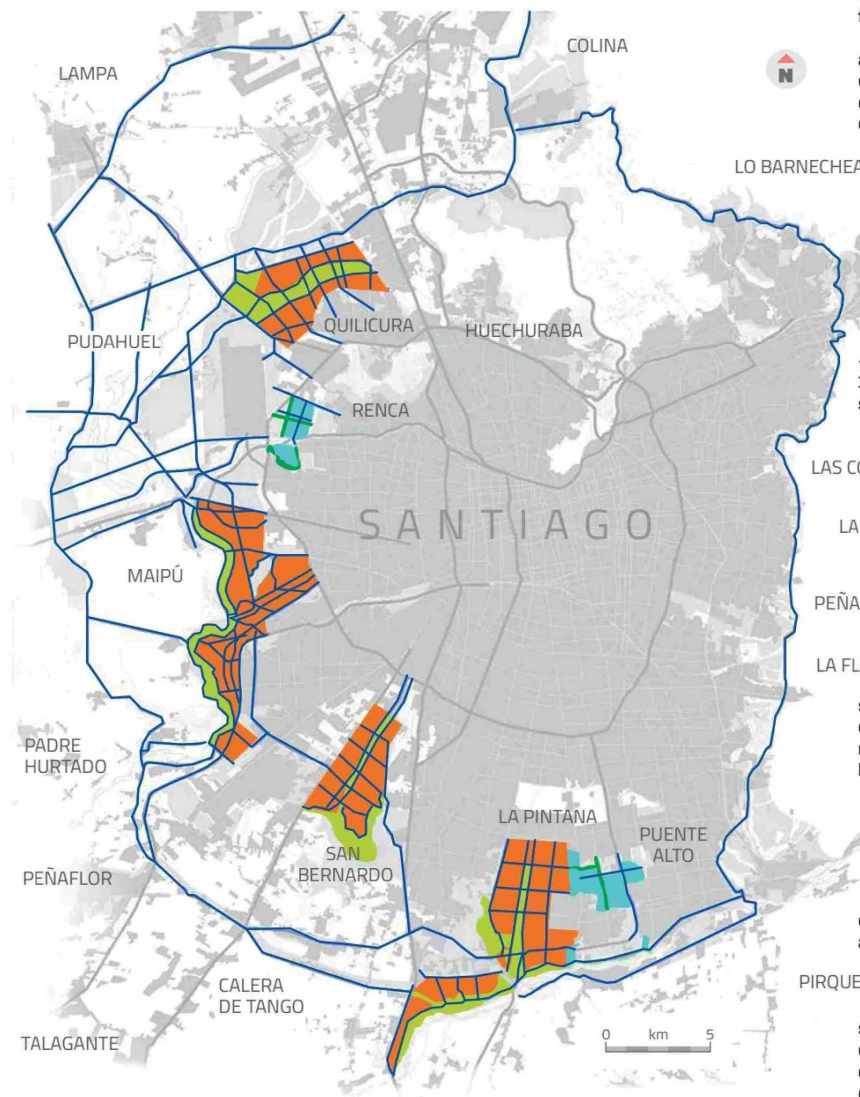 COLINA
LAMPA
N
LO BARNECHEA
QUILICURA
HUECHURABA
PUDAHUEL
RENCA
SANTIAGO
MAIPÚ
PADRE
HURTADO
LA PINTANA
PUENTE
ALTO
SAN
BERNARDO
PEÑAFLOR
CALERA
DE TANGO
TALAGANTE
0 km 5